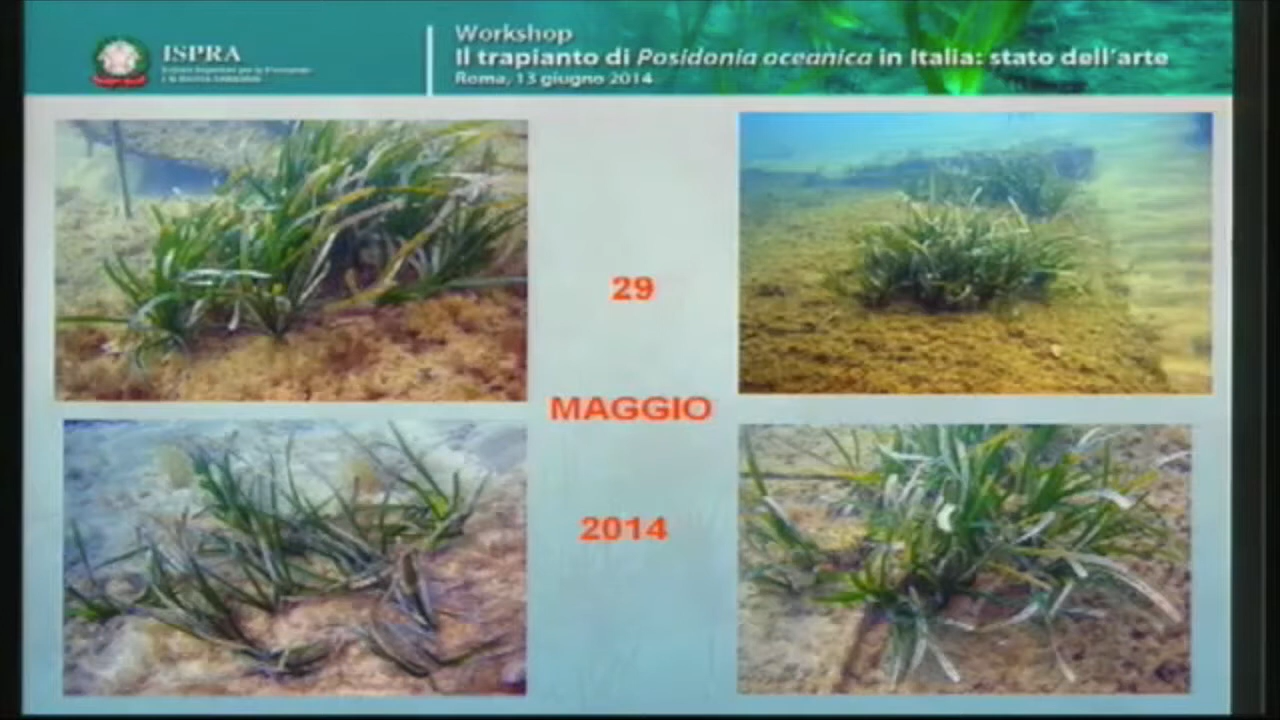 ISPRA
Workshop
Il trapianto di Posidonia oceanica in Italia: stato dell'arte
Roma, 13 giugno 2014
29
MAGGIO
2014